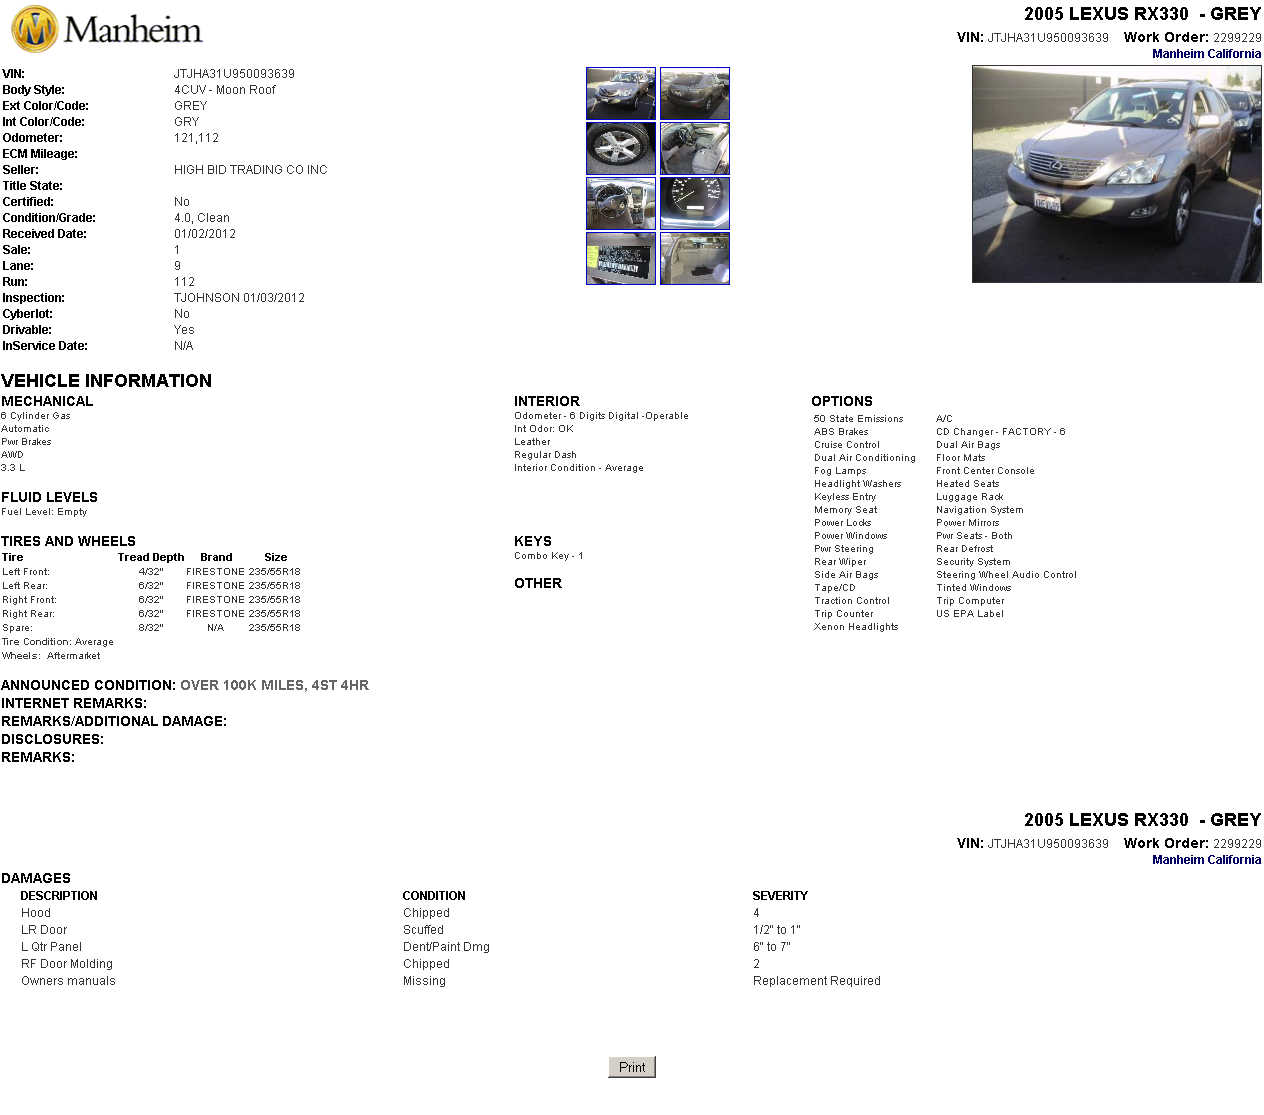 Manheim
2005 LEXUS RX330 - GREY
VIN: JTJHA31U950093639 Work Order: 2299229
Manheim California
VIN: JTJHA31U950093639
Body Style: 4CUV - Moon Roof
Ext Color/Code: GREY
Int Color/Code: GRY
Odometer: 121,112
ECM Mileage:
Seller: HIGH BID TRADING CO INC
Title State:
Certified: No
Condition/Grade: 4.0, Clean
Received Date: 01/02/2012
Sale: 1
Lane: 9
Run: 112
Inspection: TJOHNSON 01/03/2012
Cyberlot: No
Drivable: Yes
InService Date: N/A
VEHICLE INFORMATION
MECHANICAL
6 Cylinder Gas
Automatic
Pwr Brakes
AWD
3.3 L
FLUID LEVELS
Fuel Level: Empty
TIRES AND WHEELS
Tire Tread Depth Brand Size
Left Front: 4/32" FIRESTONE 235/55R18
Left Rear: 6/32" FIRESTONE 235/55R18
Right Front: 6/32" FIRESTONE 235/55R18
Right Rear: 6/32" FIRESTONE 235/55R18
Spare: 8/32" N/A 235/55R18
Tire Condition: Average
Wheels: Aftermarket
INTERIOR
Odometer - 6 Digits Digital -Operable
Int Odor: OK
Leather
Regular Dash
Interior Condition - Average
KEYS
Combo Key - 1
OTHER
OPTIONS
50 State Emissions A/C
ABS Brakes CD Changer - FACTORY - 6
Cruise Control Dual Air Bags
Dual Air Conditioning Floor Mats
Fog Lamps Front Center Console
Headlight Washers Heated Seats
Keyless Entry Luggage Rack
Memory Seat Navigation System
Power Locks Power Mirrors
Power Windows Pwr Seats - Both
Pwr Steering Rear Defrost
Rear Wiper Security System
Side Air Bags Steering Wheel Audio Control
Tape/CD Tinted Windows
Traction Control Trip Computer
Trip Counter US EPA Label
Xenon Headlights
ANNOUNCED CONDITION: OVER 100K MILES, 4ST 4HR
INTERNET REMARKS:
REMARKS/ADDITIONAL DAMAGE:
DISCLOSURES:
REMARKS:
2005 LEXUS RX330 - GREY
VIN: JTJHA31U950093639 Work Order: 2299229
Manheim California
DAMAGES
DESCRIPTION CONDITION SEVERITY
Hood Chipped 4
LR Door Scuffed 1/2" to 1"
L Qtr Panel Dent/Paint Dmg 6" to 7"
RF Door Molding Chipped 2
Owners manuals Missing Replacement Required
Print